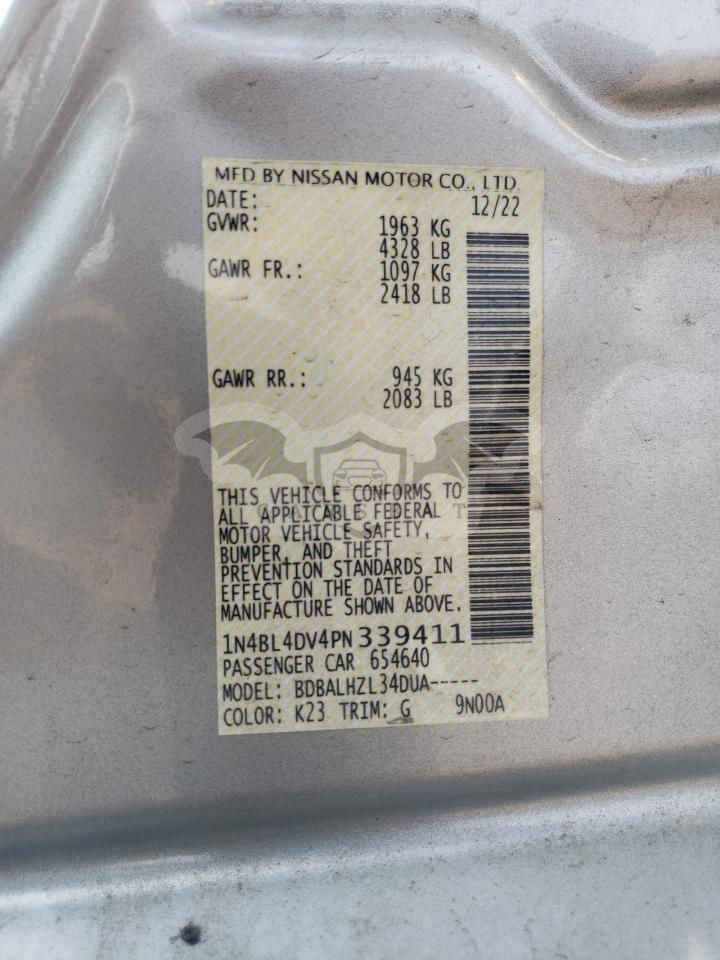 MFD BY NISSAN MOTOR CO., LTD.
DATE: 12/22
GVWR: 1963 KG
4328 LB
GAWR FR.: 1097 KG
2418 LB
GAWR RR.: 945 KG
2083 LB
THIS VEHICLE CONFORMS TO
ALL APPLICABLE FEDERAL
MOTOR VEHICLE SAFETY,
BUMPER, AND THEFT
PREVENTION STANDARDS IN
EFFECT ON THE DATE OF
MANUFACTURE SHOWN ABOVE.
1N4BL4DV4PN339411
PASSENGER CAR 654640
MODEL: BDBALHZL34DUA-----
COLOR: K23 TRIM: G 9N00A